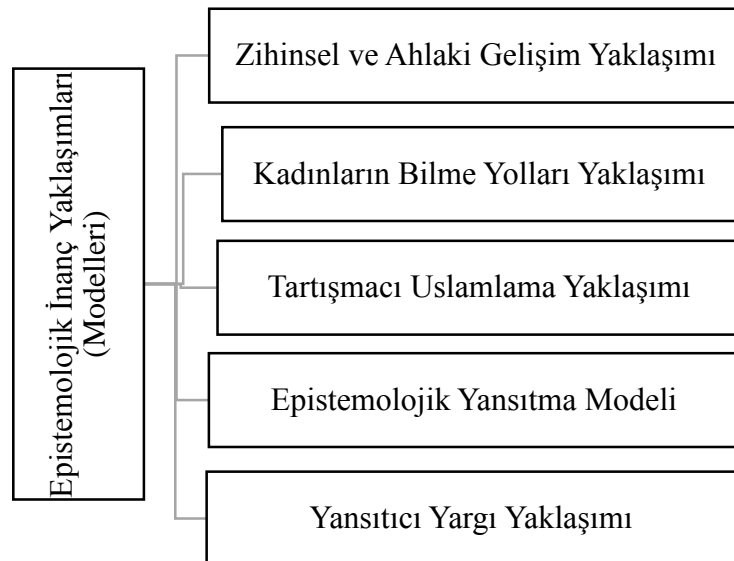 Epistemolojik İnanç Yaklaşımları
(Modelleri)
Zihinsel ve Ahlaki Gelişim Yaklaşımı
Kadınların Bilme Yolları Yaklaşımı
Tartışmacı Uslamlama Yaklaşımı
Epistemolojik Yansıtma Modeli
Yansıtıcı Yargı Yaklaşımı